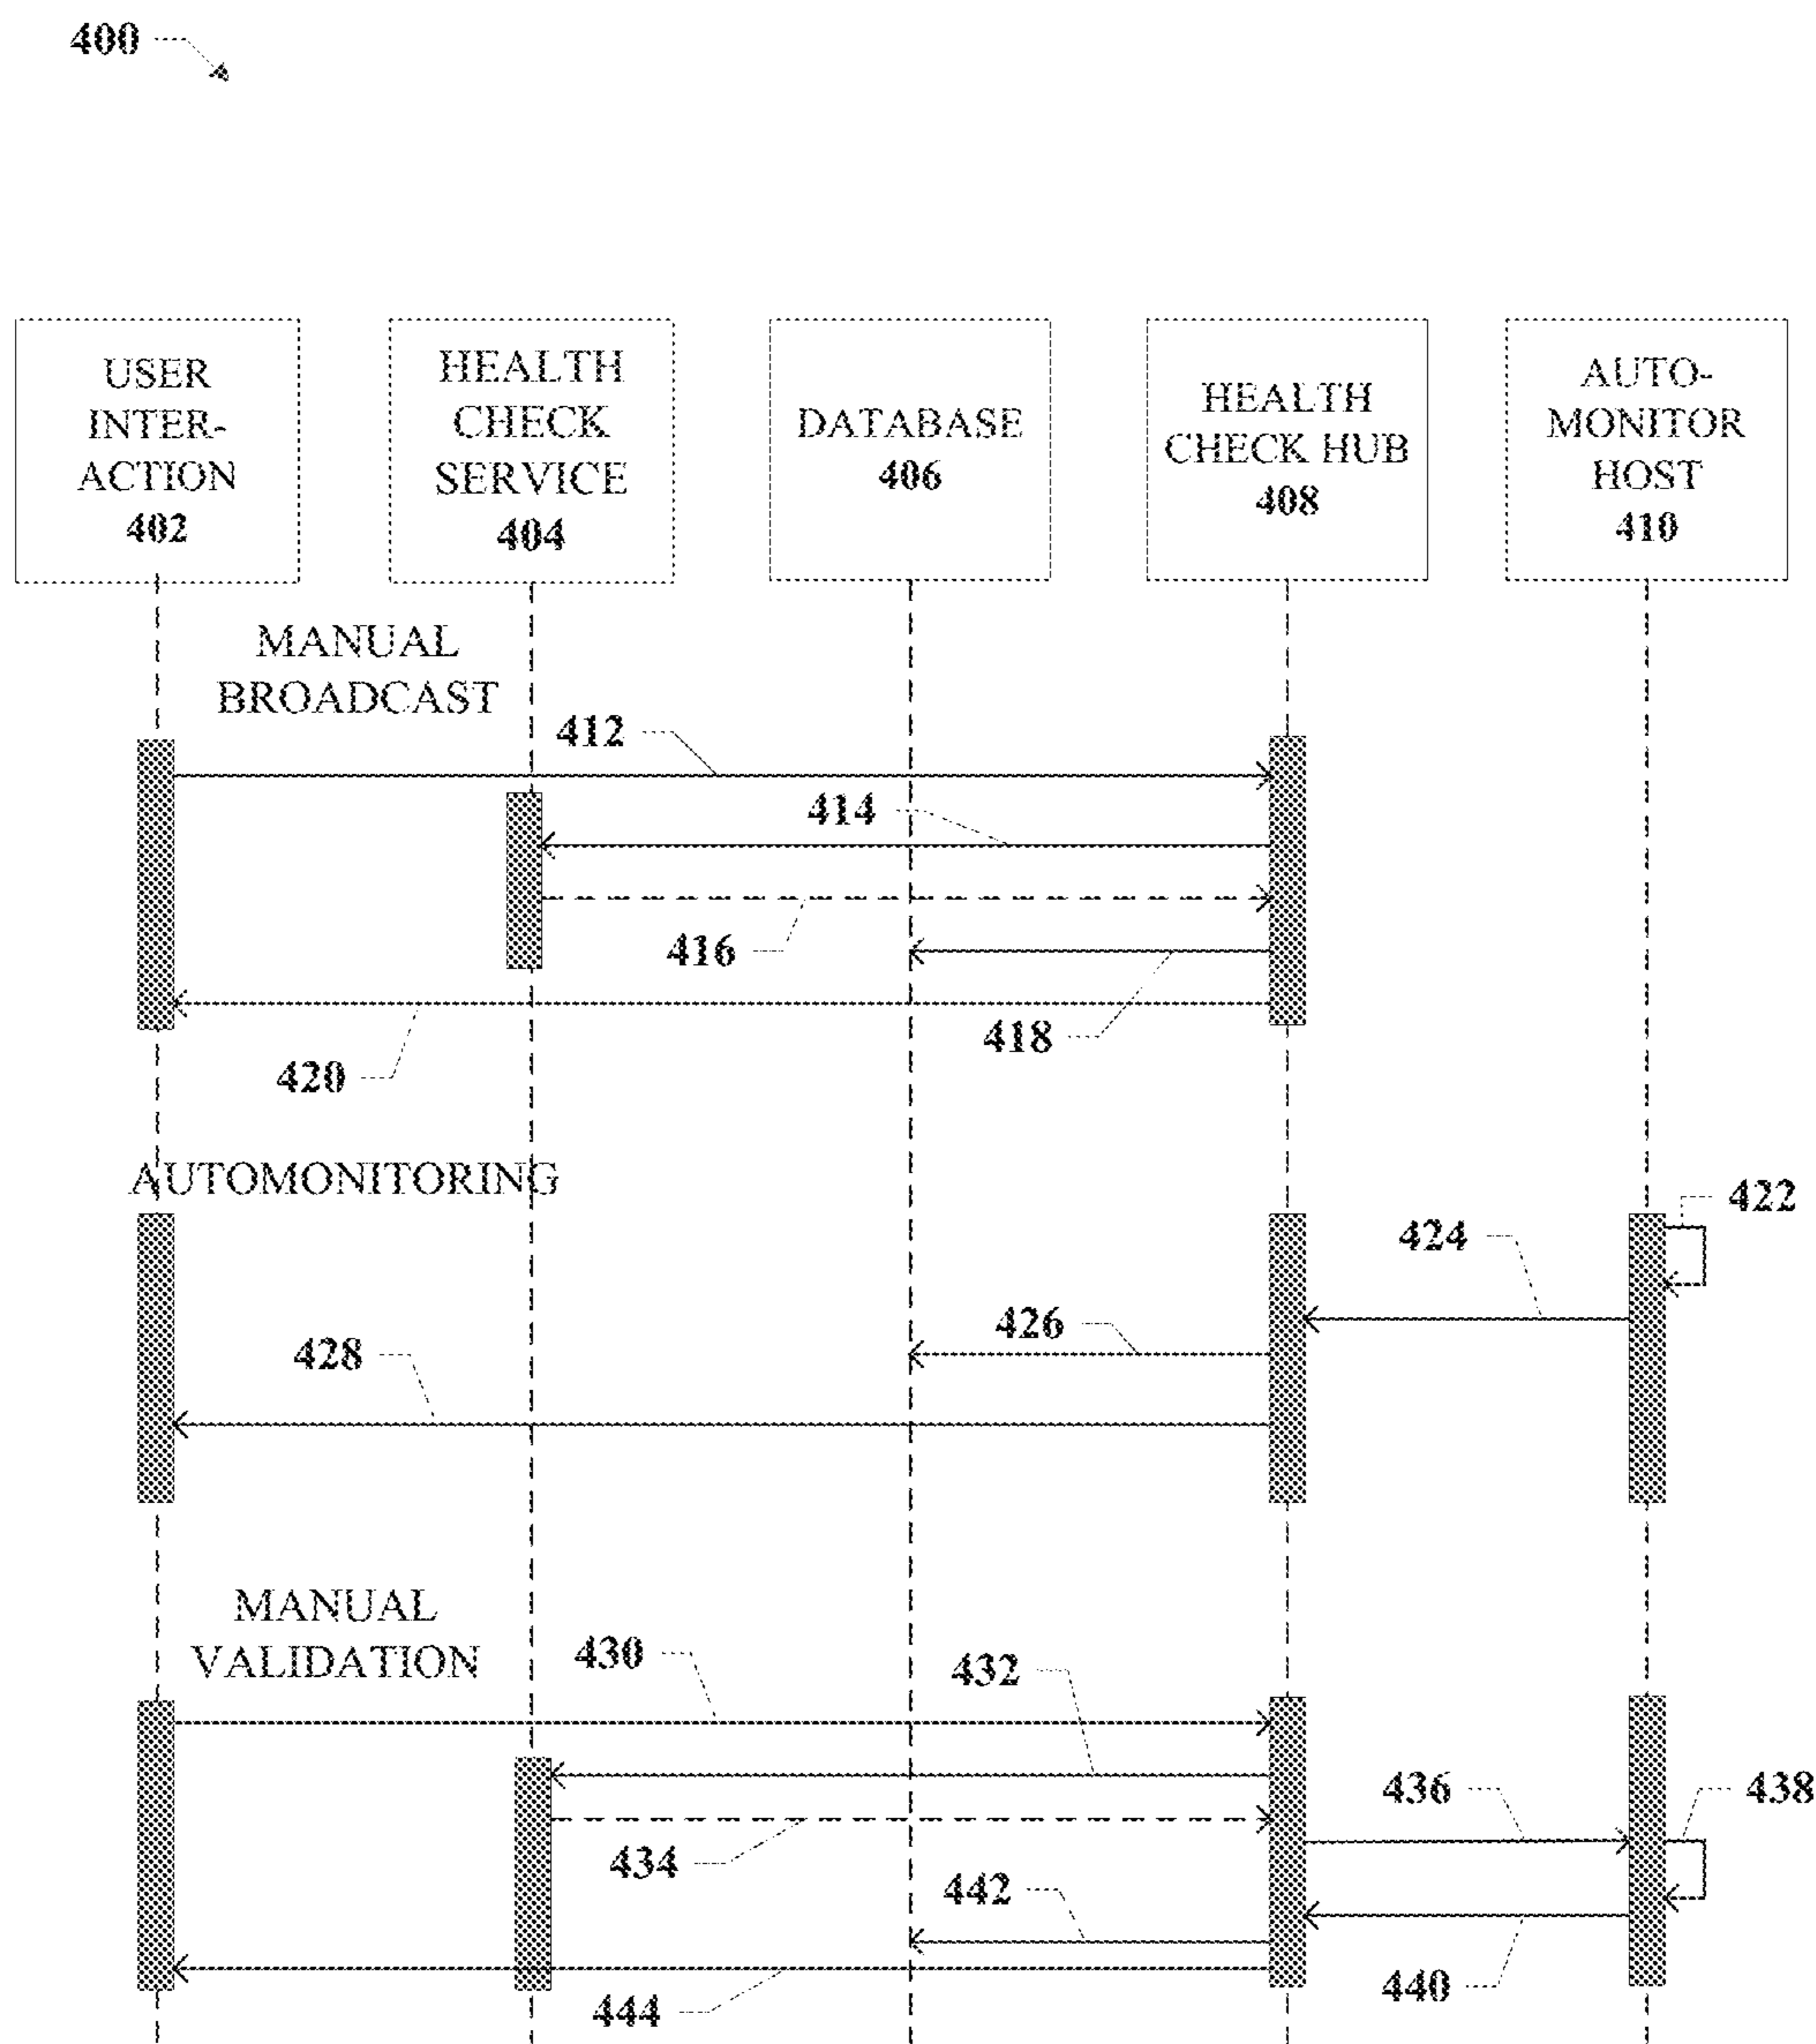 400
USER
INTER-
ACTION
402
HEALTH
CHECK
SERVICE
404
DATABASE
406
HEALTH
CHECK HUB
408
AUTO-
MONITOR
HOST
410
MANUAL
BROADCAST
412
414
416
418
420
AUTOMONITORING
422
424
426
428
MANUAL
VALIDATION
430
432
436
438
434
442
440
444